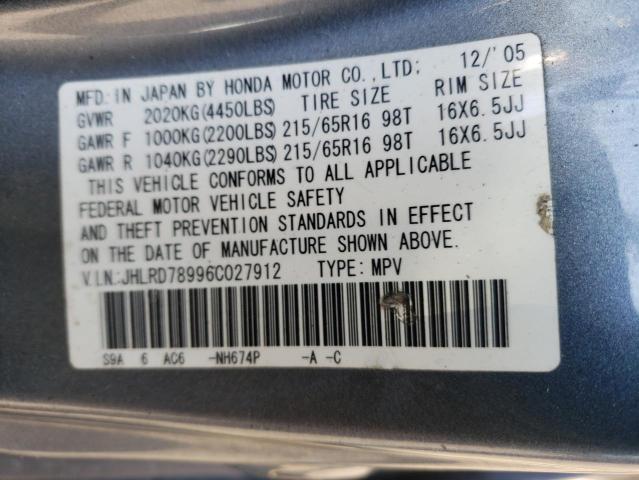 MFD. IN JAPAN BY HONDA MOTOR CO.,LTD; 12/'05
GVWR 2020KG(4450LBS) TIRE SIZE RIM SIZE
GAWR F 1000KG(2200LBS) 215/65R16 98T 16X6.5JJ
GAWR R 1040KG(2290LBS) 215/65R16 98T 16X6.5JJ
THIS VEHICLE CONFORMS TO ALL APPLICABLE
FEDERAL MOTOR VEHICLE SAFETY
AND THEFT PREVENTION STANDARDS IN EFFECT
ON THE DATE OF MANUFACTURE SHOWN ABOVE.
V.I.N.:JHLRD78996C027912 TYPE: MPV
S9A 6 AC6 -NH674P -A -C